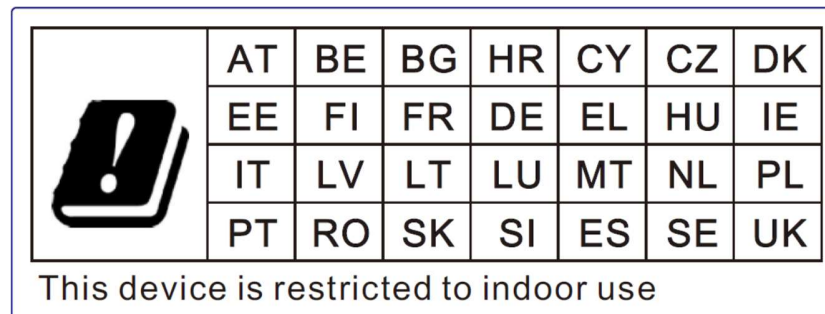 AT BE BG HR CY CZ DK
EE FI FR DE EL HU IE
IT LV LT LU MT NL PL
PT RO SK SI ES SE UK
This device is restricted to indoor use